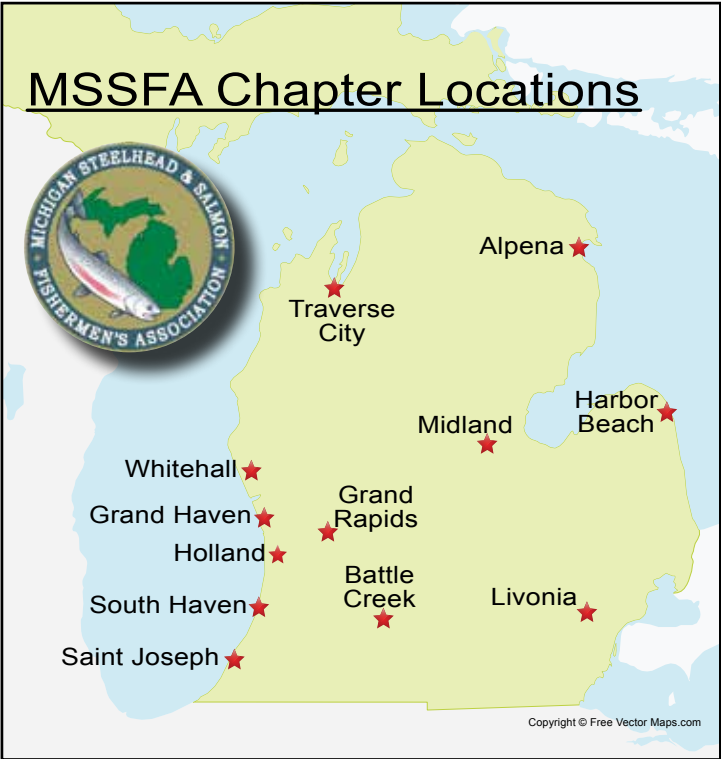 MSSFA Chapter Locations
MICHIGAN STEELHEAD & SALMON
FISHERMEN'S ASSOCIATION
Alpena
Traverse
City
Harbor
Beach
Midland
Whitehall
Grand
Rapids
Grand Haven
Holland
Battle
Creek
South Haven
Livonia
Saint Joseph
Copyright © Free Vector Maps.com